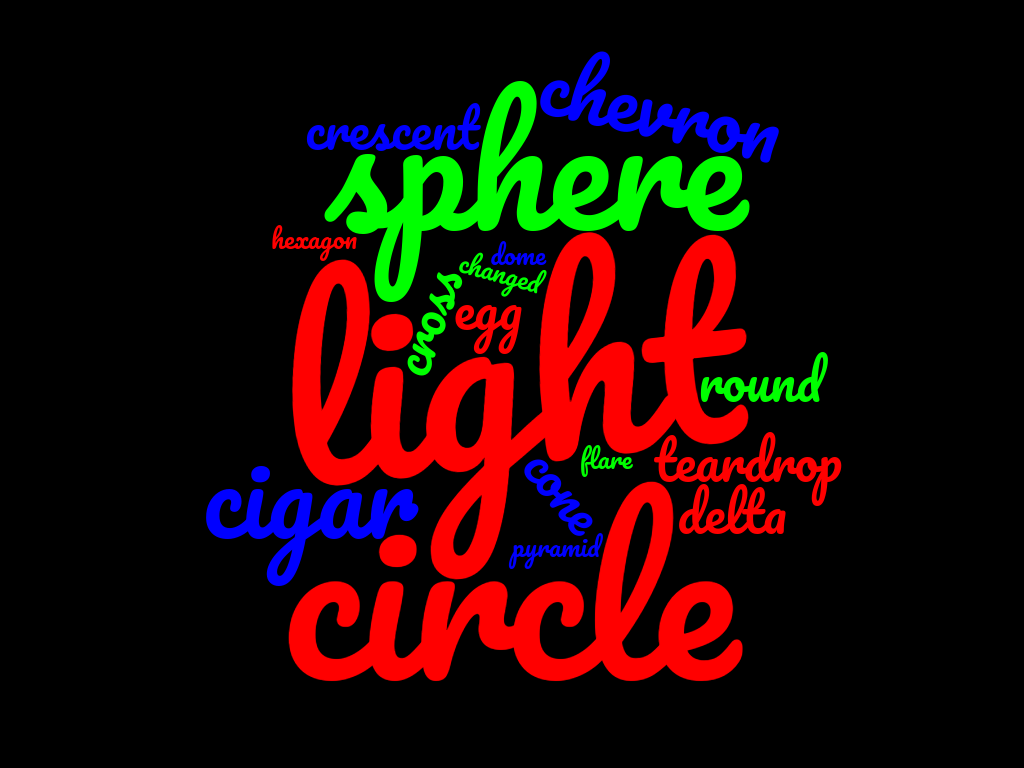 chevron
crescent
sphere
hexagon
dome
changed
cross
egg
light
round
flare
teardrop
cone
cigar
delta
pyramid
circle